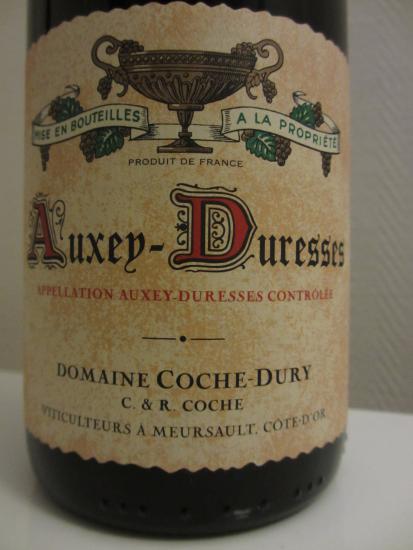 MISE EN BOUTEILLES A LA PROPRIÉTÉ
PRODUIT DE FRANCE
Auxey-Duresses
APPELLATION AUXEY-DURESSES CONTRÔLÉE
DOMAINE COCHE-DURY
C. & R. COCHE
VITICULTEURS A MEURSAULT, CÔTE-D'OR